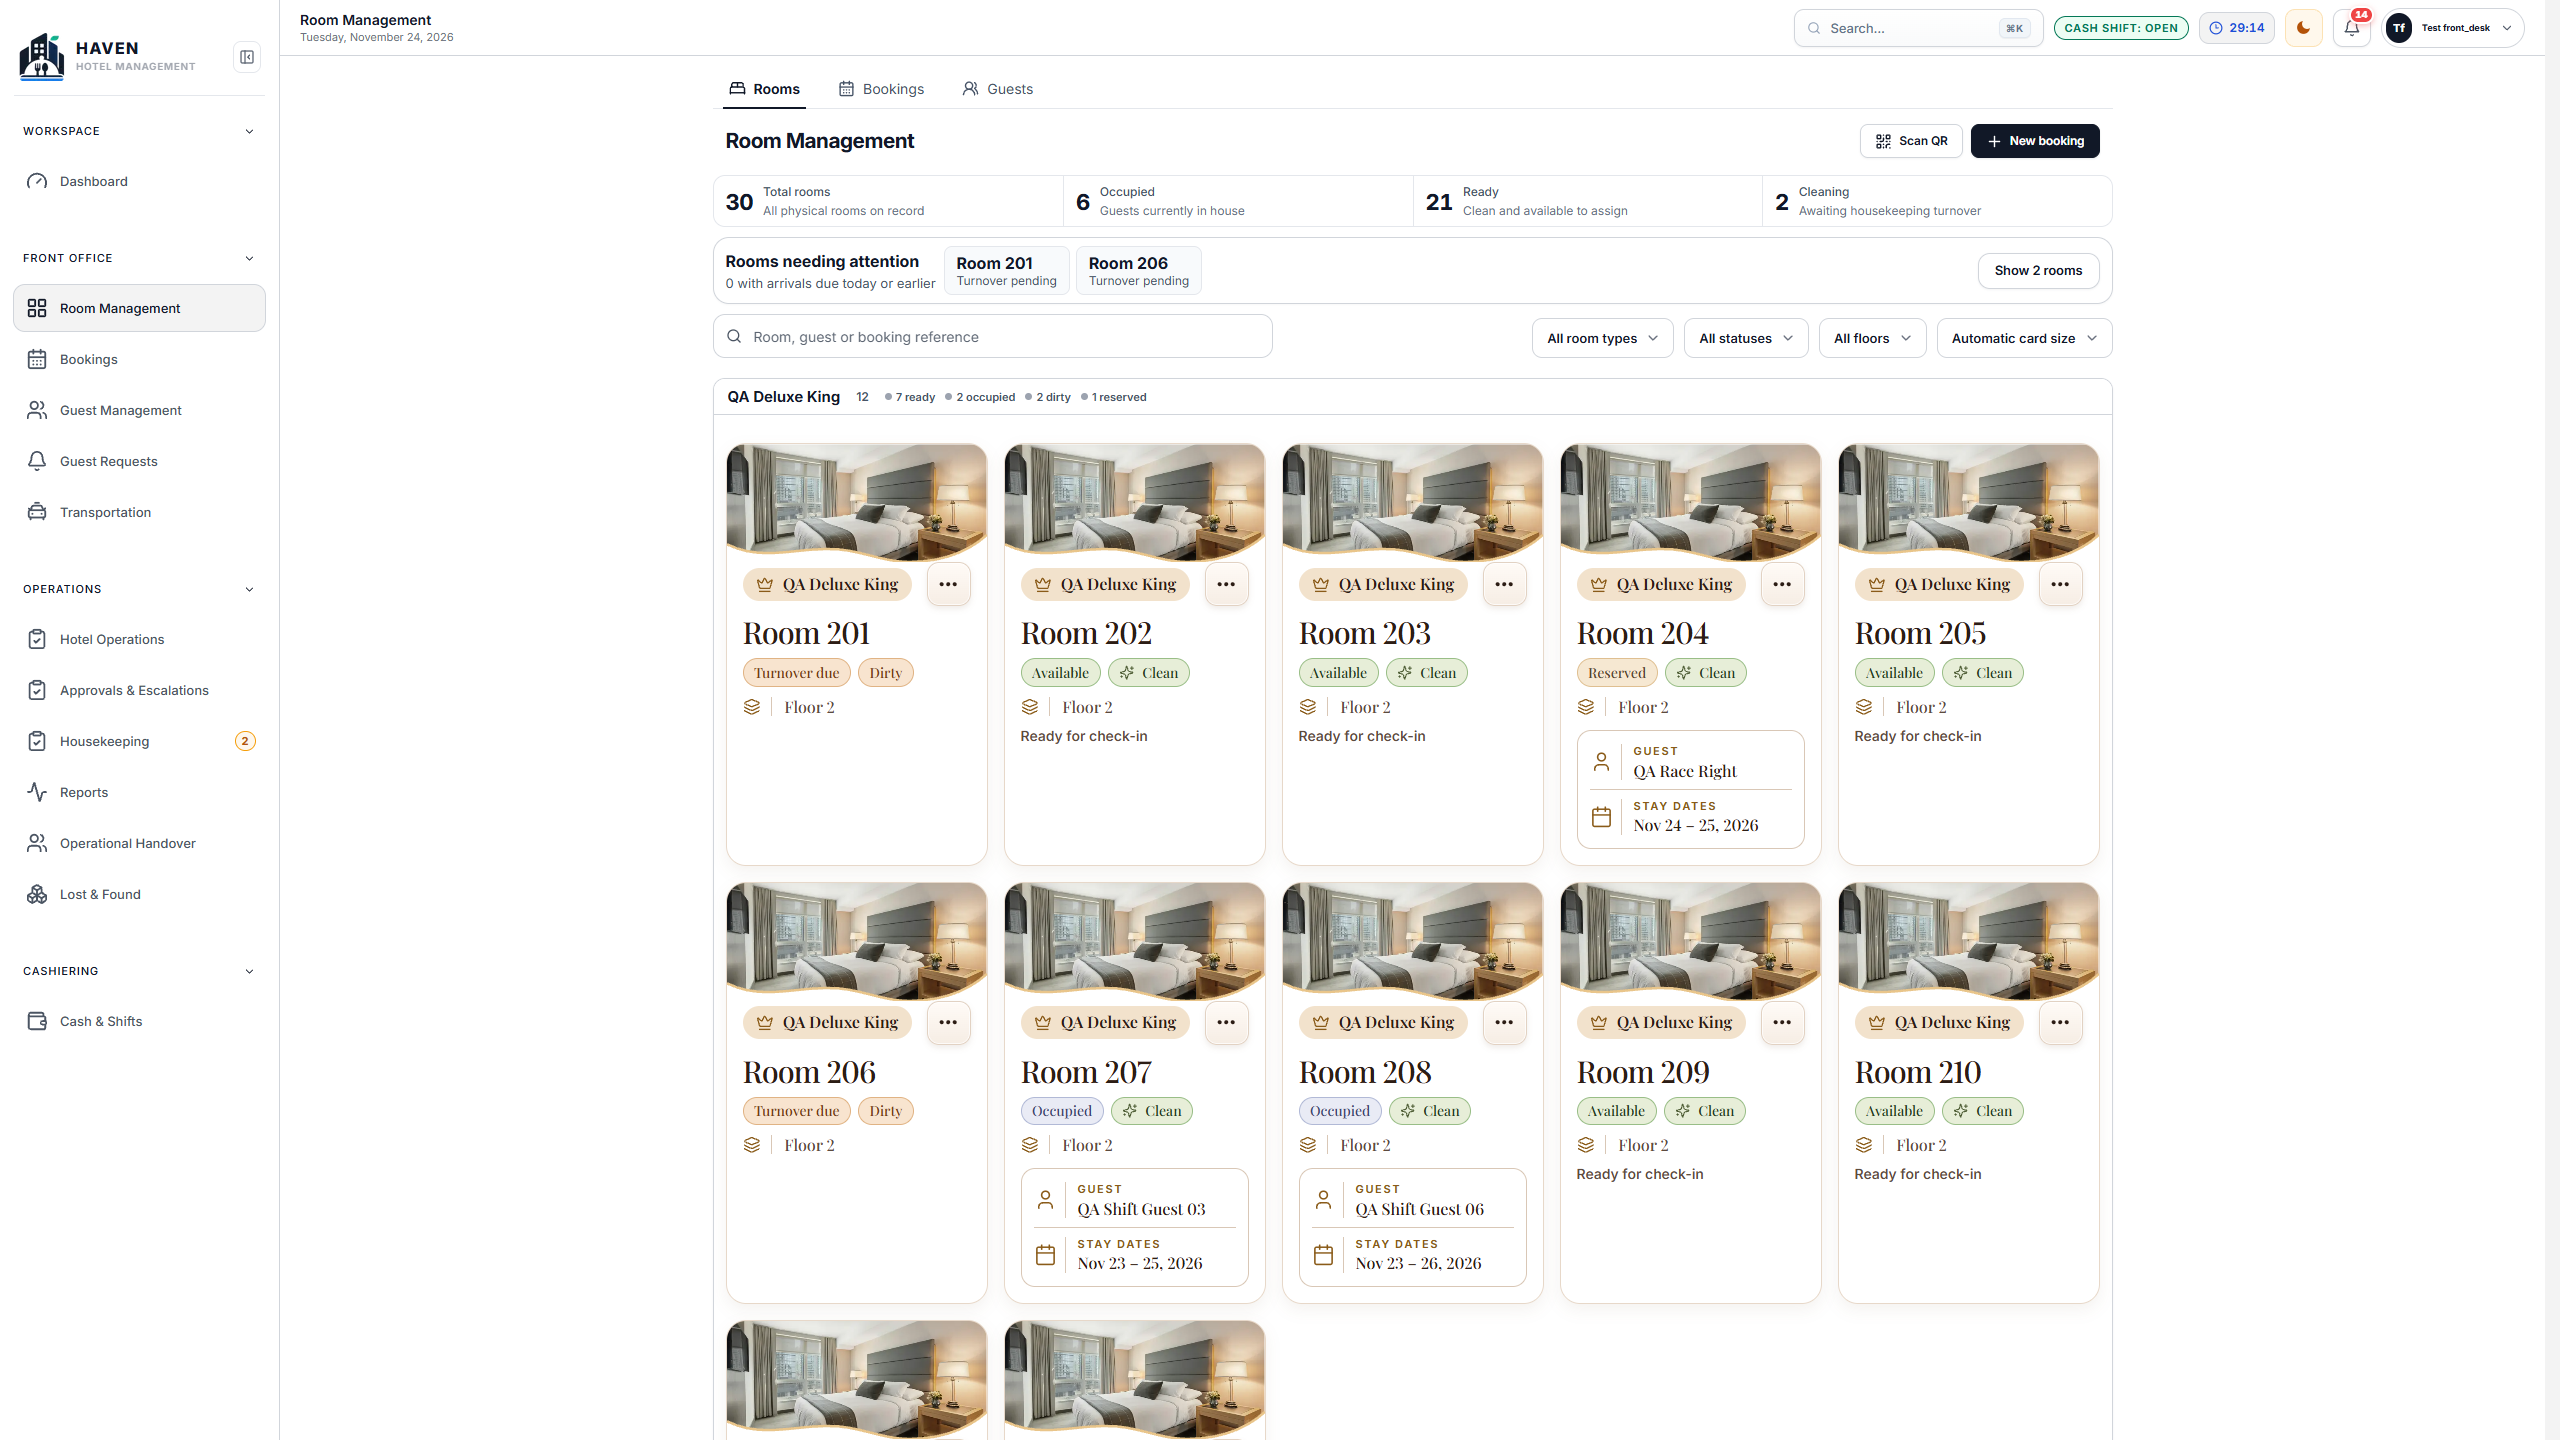 HAVEN
HOTEL MANAGEMENT
WORKSPACE
Dashboard
FRONT OFFICE
Room Management
Bookings
Guest Management
Guest Requests
Transportation
OPERATIONS
Hotel Operations
Approvals & Escalations
Housekeeping 2
Reports
Operational Handover
Lost & Found
CASHIERING
Cash & Shifts
Room Management
Tuesday, November 24, 2026
Search... ⌘K
CASH SHIFT: OPEN
29:14
14
Tf Test front_desk
Rooms Bookings Guests
Room Management
Scan QR
New booking
30 Total rooms
All physical rooms on record
6 Occupied
Guests currently in house
21 Ready
Clean and available to assign
2 Cleaning
Awaiting housekeeping turnover
Rooms needing attention
0 with arrivals due today or earlier
Room 201
Turnover pending
Room 206
Turnover pending
Show 2 rooms
Room, guest or booking reference
All room types
All statuses
All floors
Automatic card size
QA Deluxe King 12 7 ready 2 occupied 2 dirty 1 reserved
QA Deluxe King
Room 201
Turnover due Dirty
Floor 2
QA Deluxe King
Room 202
Available Clean
Floor 2
Ready for check-in
QA Deluxe King
Room 203
Available Clean
Floor 2
Ready for check-in
QA Deluxe King
Room 204
Reserved Clean
Floor 2
GUEST
QA Race Right
STAY DATES
Nov 24 – 25, 2026
QA Deluxe King
Room 205
Available Clean
Floor 2
Ready for check-in
QA Deluxe King
Room 206
Turnover due Dirty
Floor 2
QA Deluxe King
Room 207
Occupied Clean
Floor 2
GUEST
QA Shift Guest 03
STAY DATES
Nov 23 – 25, 2026
QA Deluxe King
Room 208
Occupied Clean
Floor 2
GUEST
QA Shift Guest 06
STAY DATES
Nov 23 – 26, 2026
QA Deluxe King
Room 209
Available Clean
Floor 2
Ready for check-in
QA Deluxe King
Room 210
Available Clean
Floor 2
Ready for check-in